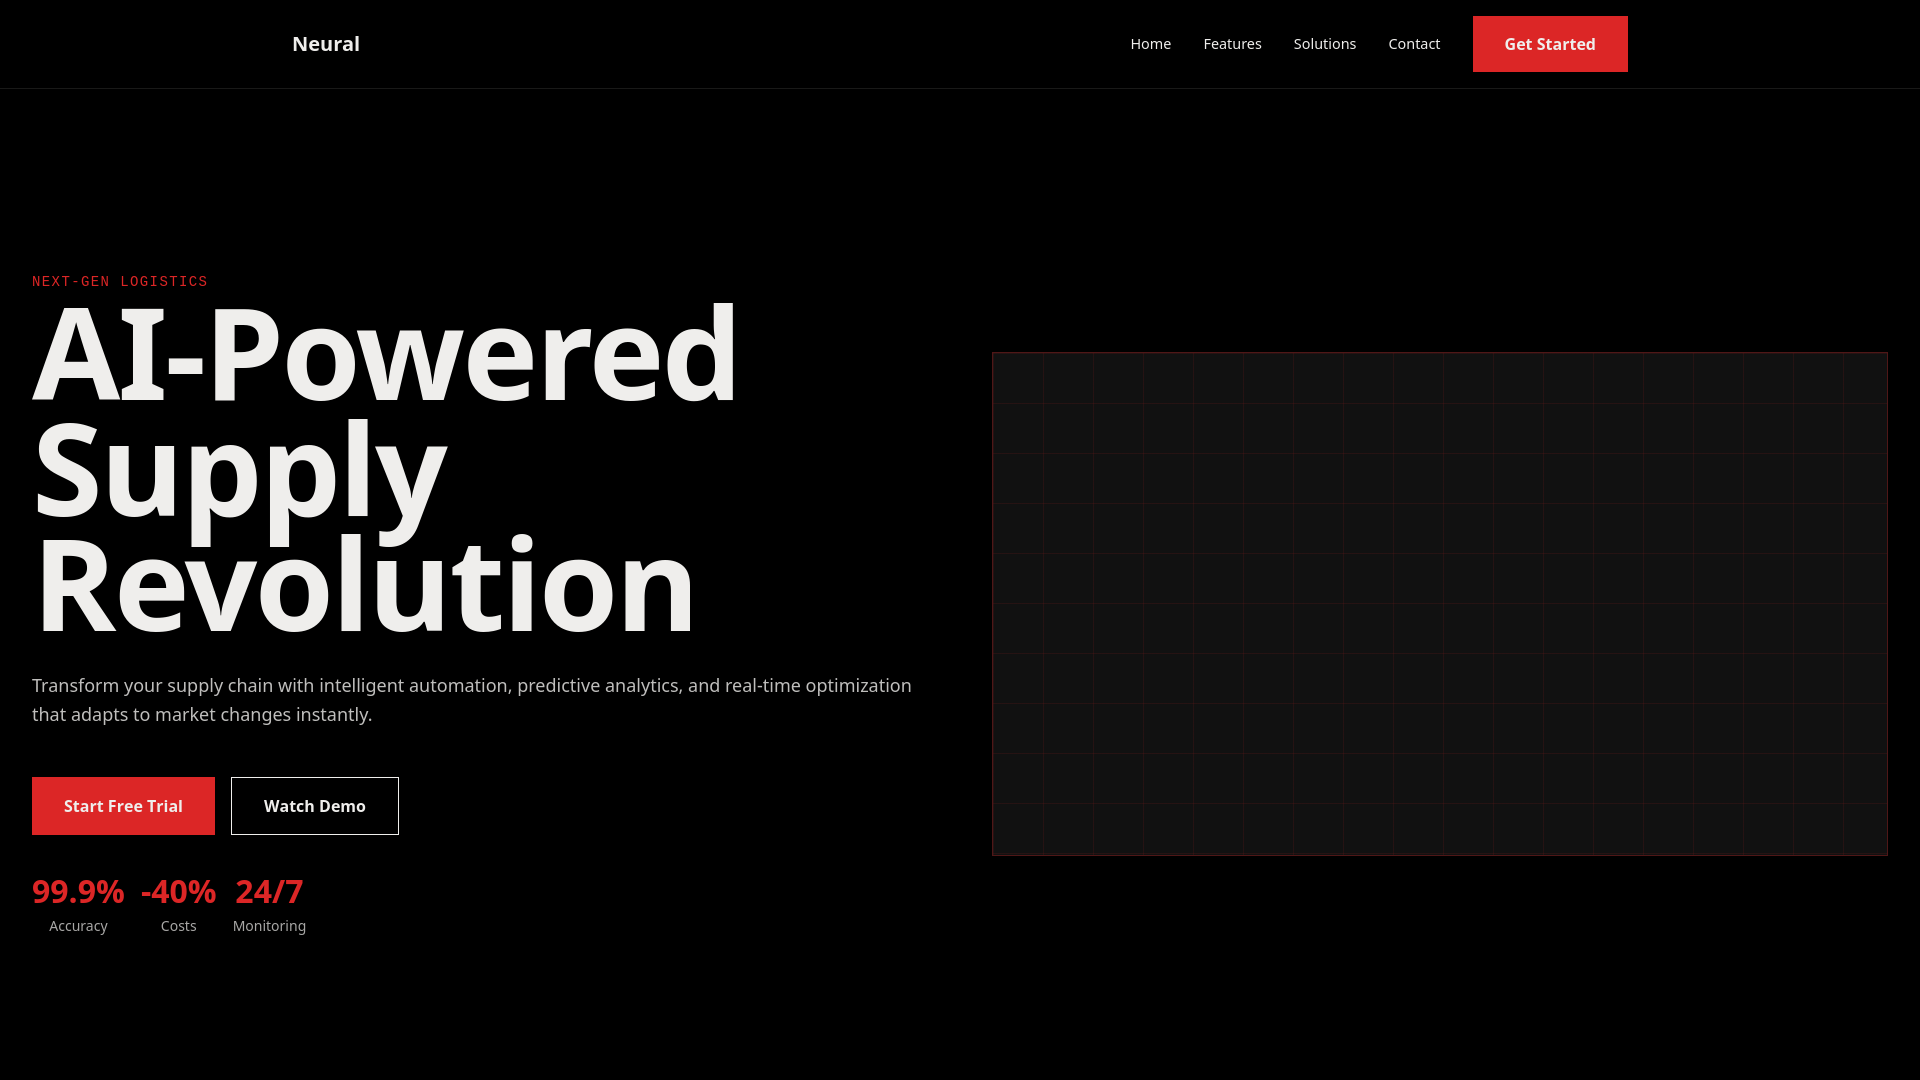 Neural
Home
Features
Solutions
Contact
Get Started
NEXT-GEN LOGISTICS
AI-Powered
Supply
Revolution
Transform your supply chain with intelligent automation, predictive analytics, and real-time optimization
that adapts to market changes instantly.
Start Free Trial
Watch Demo
99.9%
Accuracy
-40%
Costs
24/7
Monitoring